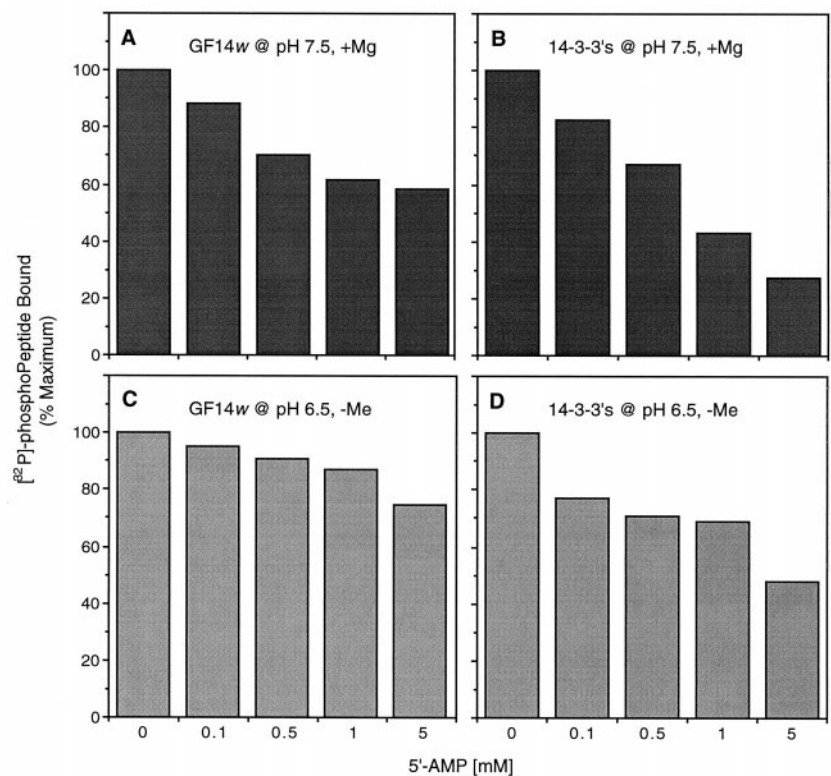 A
GF14w @ pH 7.5, +Mg
B
14-3-3's @ pH 7.5, +Mg
100
80
60
40
20
0
C
GF14w @ pH 6.5, -Me
D
14-3-3's @ pH 6.5, -Me
100
80
60
40
20
0
[³²P]-phosphoPeptide Bound
(% Maximum)
0 0.1 0.5 1 5
0 0.1 0.5 1 5
5'-AMP [mM]